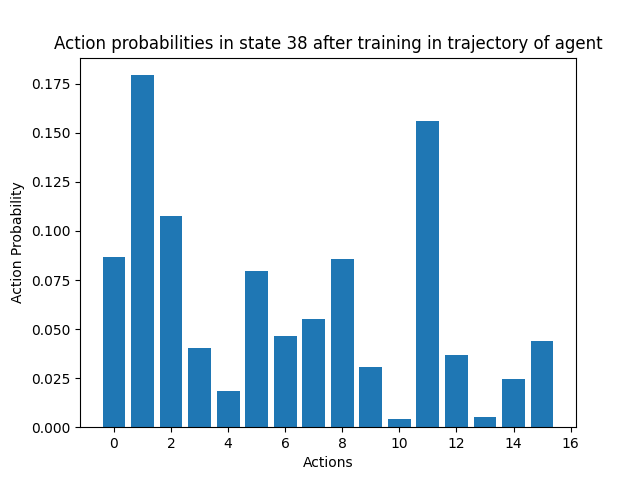 Action probabilities in state 38 after training in trajectory of agent
0.175
0.150
0.125
0.100
0.075
0.050
0.025
0.000
Action Probability
0 2 4 6 8 10 12 14 16
Actions